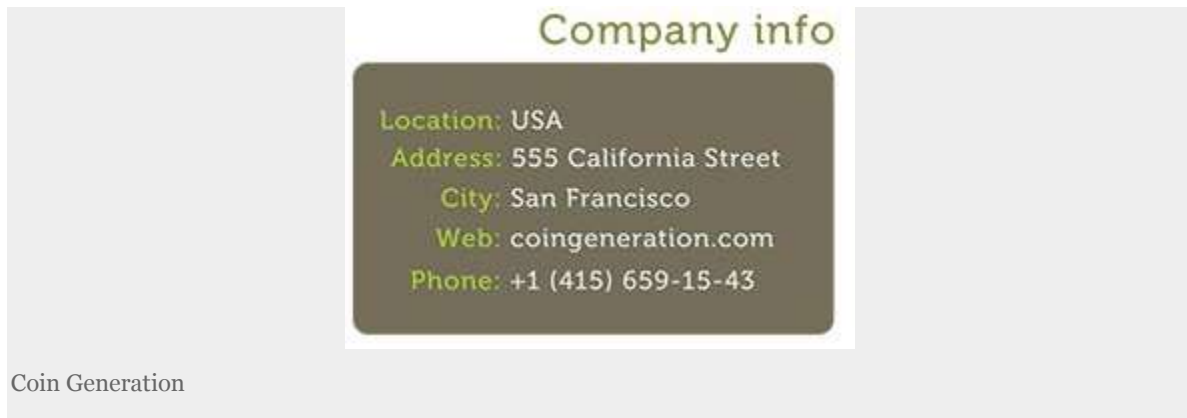 Company info
Location: USA
Address: 555 California Street
City: San Francisco
Web: coingeneration.com
Phone: +1 (415) 659-15-43
Coin Generation